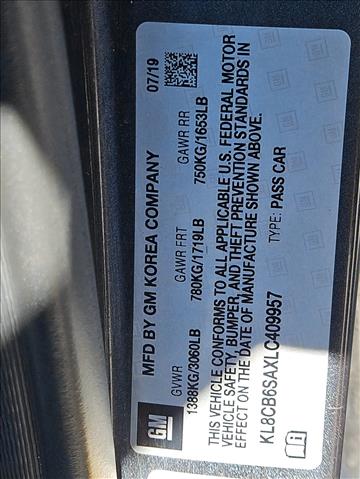 GM
MFD BY GM KOREA COMPANY 07/19
GVWR GAWR FRT GAWR RR
1388KG/3060LB 780KG/1719LB 750KG/1653LB
THIS VEHICLE CONFORMS TO ALL APPLICABLE U.S. FEDERAL MOTOR
VEHICLE SAFETY, BUMPER, AND THEFT PREVENTION STANDARDS IN
EFFECT ON THE DATE OF MANUFACTURE SHOWN ABOVE.
KL8CB6SAXLC409957 TYPE: PASS CAR